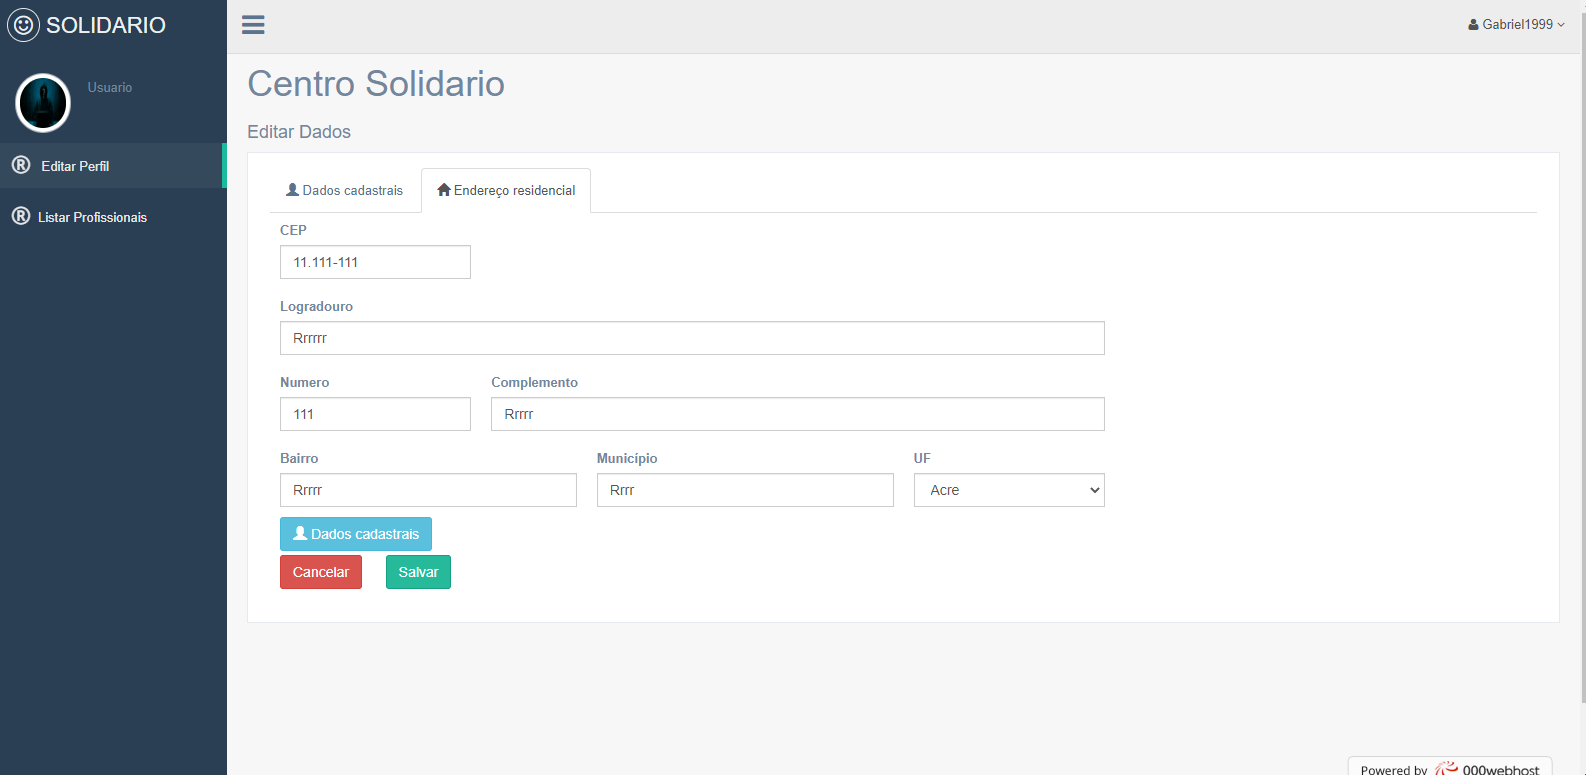 SOLIDARIO
Gabriel1999
Usuario
Editar Perfil
Listar Profissionais
Centro Solidario
Editar Dados
Dados cadastrais
Endereço residencial
CEP
11.111-111
Logradouro
Rrrrrr
Numero
Complemento
111
Rrrrr
Bairro
Município
UF
Rrrrr
Rrrr
Acre
Dados cadastrais
Cancelar
Salvar
Powered by 000webhost